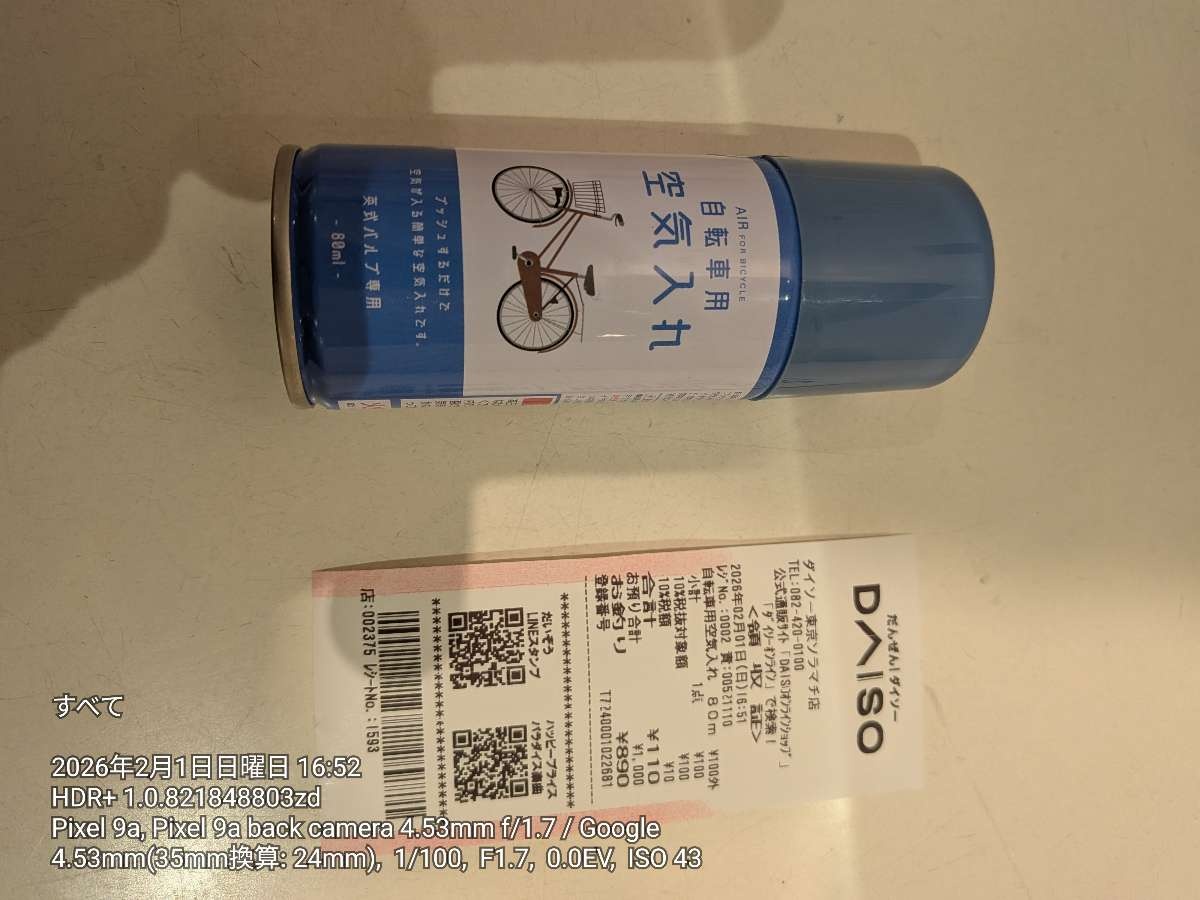 AIR FOR BICYCLE
自転車用
空気入れ
プッシュするだけで
空気が入る簡単な空気入れです。
英式バルブ専用
- 80ml -
だんぜん!ダイソー
DAISO
ダイソー東京ソラマチ店
TEL:082-420-0100
公式通販サイト「DAISOオンラインショップ」
「ダイソーオンライン」で検索!
<領 収 証>
2026年02月01日(日)16:51
レジNo.:0002 責:00521110
自転車用空気入れ 80m ¥100外
小計 1点 ¥100
10%税抜対象額 ¥100
10%税額 ¥10
合計 ¥110
お預り合計 ¥1,000
お釣り ¥890
登録番号 T7240001022681
だいぞう ハッピープライス
LINEスタンプ パラダイス楽曲
店:002375 レシートNo.:1593
すべて
2026年2月1日日曜日 16:52
HDR+ 1.0.821848803zd
Pixel 9a, Pixel 9a back camera 4.53mm f/1.7 / Google
4.53mm(35mm換算: 24mm), 1/100, F1.7, 0.0EV, ISO 43